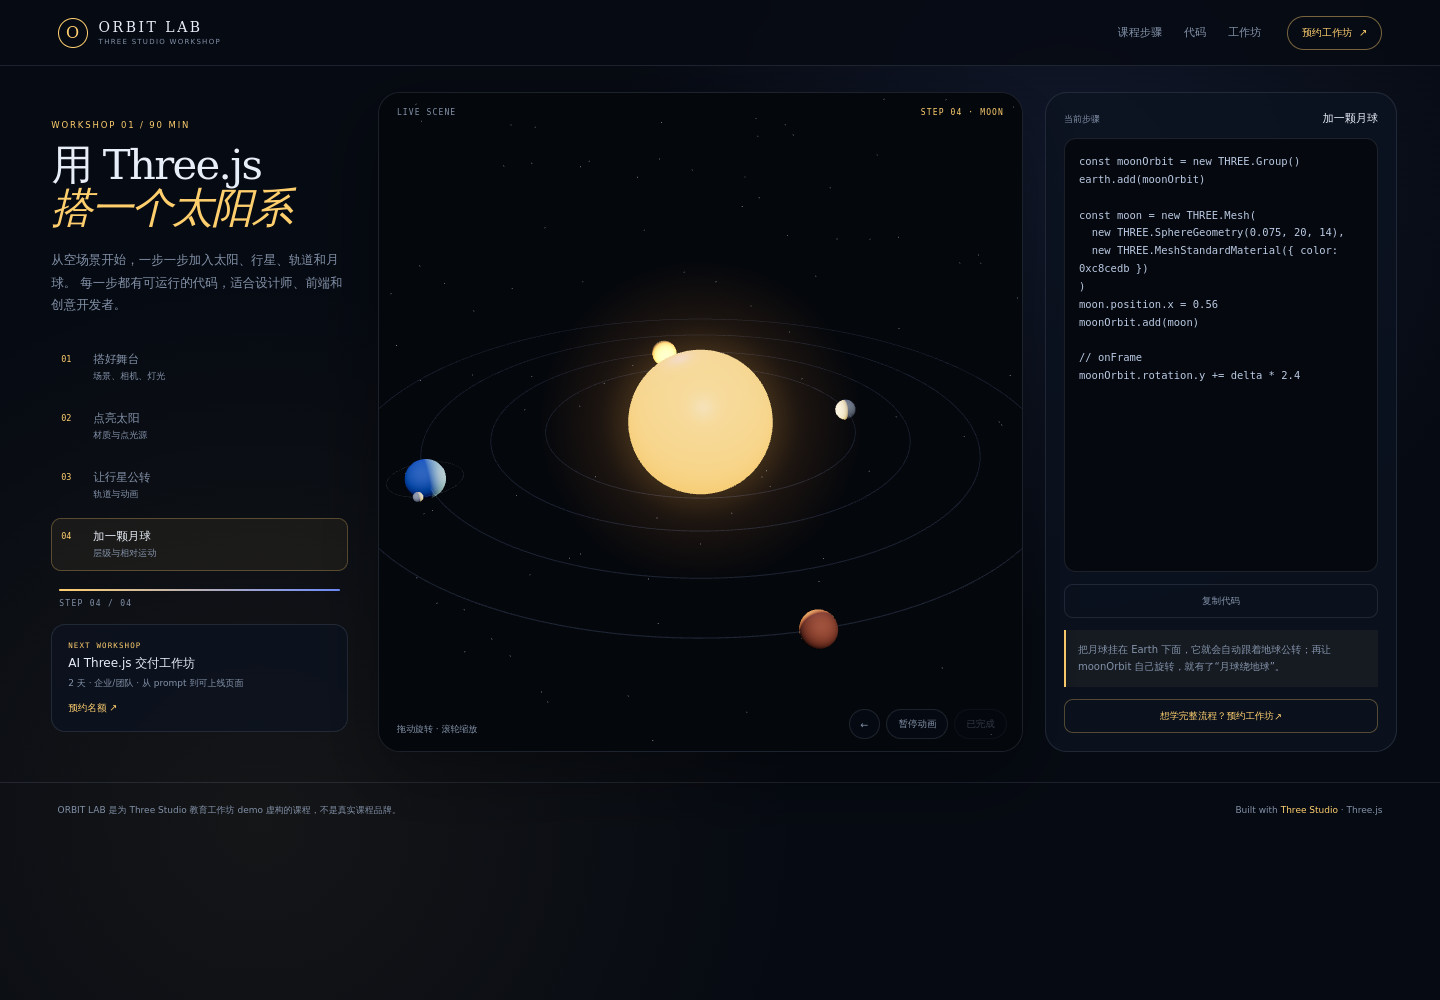 O
ORBIT LAB
THREE STUDIO WORKSHOP
课程步骤 代码 工作坊 预约工作坊 ↗
WORKSHOP 01 / 90 MIN
用 Three.js
搭一个太阳系
从空场景开始，一步一步加入太阳、行星、轨道和月
球。 每一步都有可运行的代码，适合设计师、前端和
创意开发者。
01 搭好舞台
场景、相机、灯光
02 点亮太阳
材质与点光源
03 让行星公转
轨道与动画
04 加一颗月球
层级与相对运动
STEP 04 / 04
NEXT WORKSHOP
AI Three.js 交付工作坊
2 天 · 企业/团队 · 从 prompt 到可上线页面
预约名额 ↗
LIVE SCENE
STEP 04 · MOON
拖动旋转 · 滚轮缩放
← 暂停动画 已完成
当前步骤 加一颗月球
const moonOrbit = new THREE.Group()
earth.add(moonOrbit)
const moon = new THREE.Mesh(
  new THREE.SphereGeometry(0.075, 20, 14),
  new THREE.MeshStandardMaterial({ color:
0xc8cedb })
)
moon.position.x = 0.56
moonOrbit.add(moon)
// onFrame
moonOrbit.rotation.y += delta * 2.4
复制代码
把月球挂在 Earth 下面，它就会自动跟着地球公转；再让
moonOrbit 自己旋转，就有了“月球绕地球”。
想学完整流程？预约工作坊↗
ORBIT LAB 是为 Three Studio 教育工作坊 demo 虚构的课程，不是真实课程品牌。
Built with Three Studio · Three.js